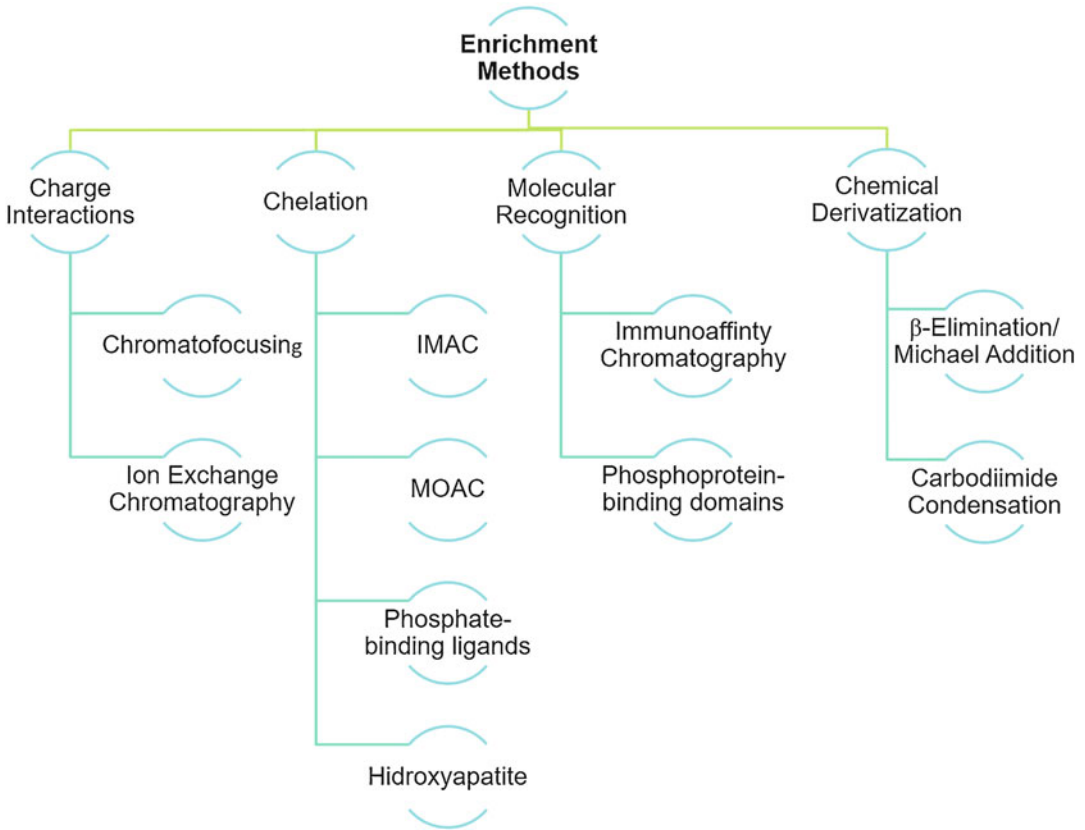 Enrichment
Methods
Charge
Interactions
Chelation
Molecular
Recognition
Chemical
Derivatization
Chromatofocusing
Ion Exchange
Chromatography
IMAC
MOAC
Phosphate-
binding ligands
Hidroxyapatite
Immunoaffinty
Chromatography
Phosphoprotein-
binding domains
β-Elimination/
Michael Addition
Carbodiimide
Condensation